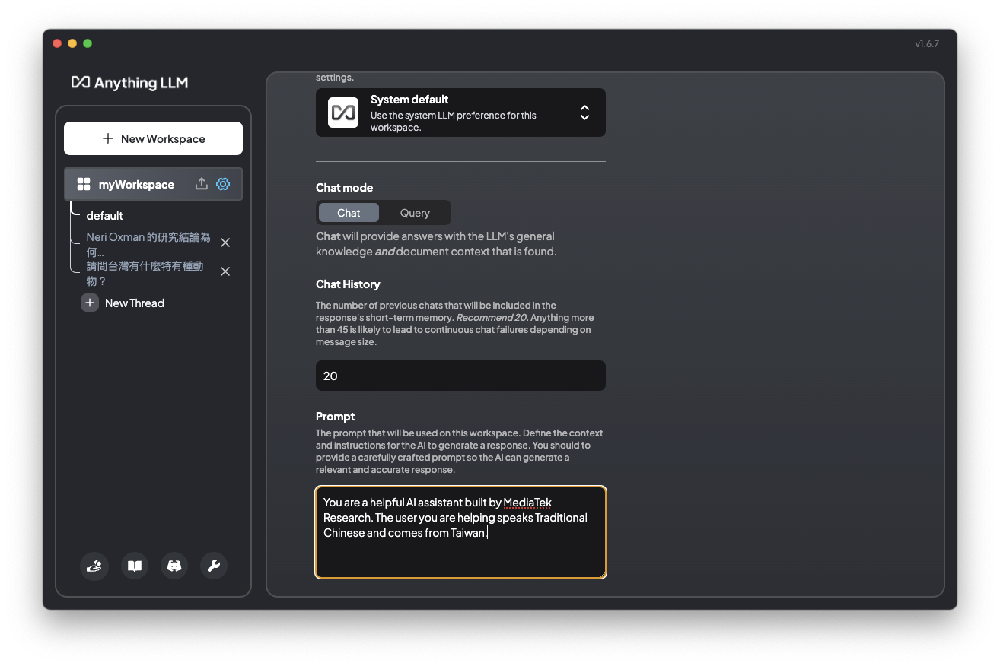 v1.6.7
Anything LLM
New Workspace
myWorkspace
default
Neri Oxman 的研究結論為
何...
請問台灣有什麼特有種動
物？
New Thread
settings.
System default
Use the system LLM preference for this
workspace.
Chat mode
Chat Query
Chat will provide answers with the LLM's general
knowledge and document context that is found.
Chat History
The number of previous chats that will be included in the
response's short-term memory. Recommend 20. Anything more
than 45 is likely to lead to continuous chat failures depending on
message size.
20
Prompt
The prompt that will be used on this workspace. Define the context
and instructions for the AI to generate a response. You should to
provide a carefully crafted prompt so the AI can generate a
relevant and accurate response.
You are a helpful AI assistant built by MediaTek
Research. The user you are helping speaks Traditional
Chinese and comes from Taiwan.